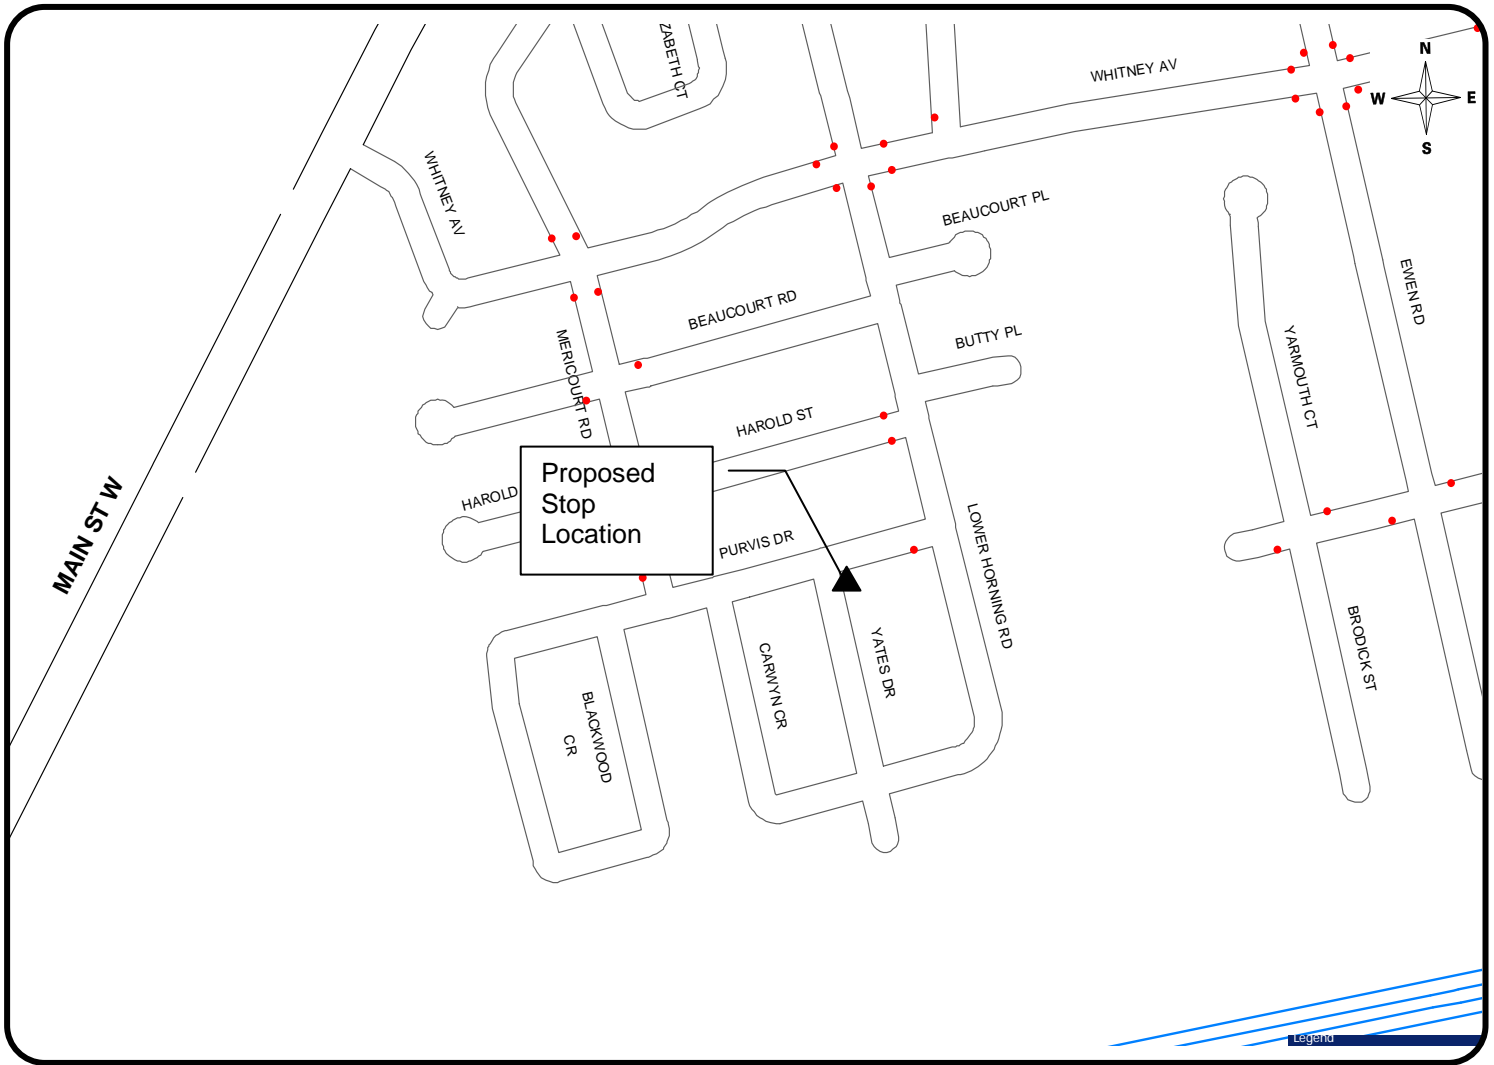 ZABETH CT
WHITNEY AV
N
W
E
S
WHITNEY AV
BEAUCOURT PL
BEAUCOURT RD
EWEN RD
BUTTY PL
MERICOURT RD
YARMOUTH CT
HAROLD ST
Proposed
Stop
Location
HAROLD
MAIN ST W
PURVIS DR
LOWER HORNING RD
YATES DR
CARWYN CR
BRODICK ST
BLACKWOOD
CR
Legend